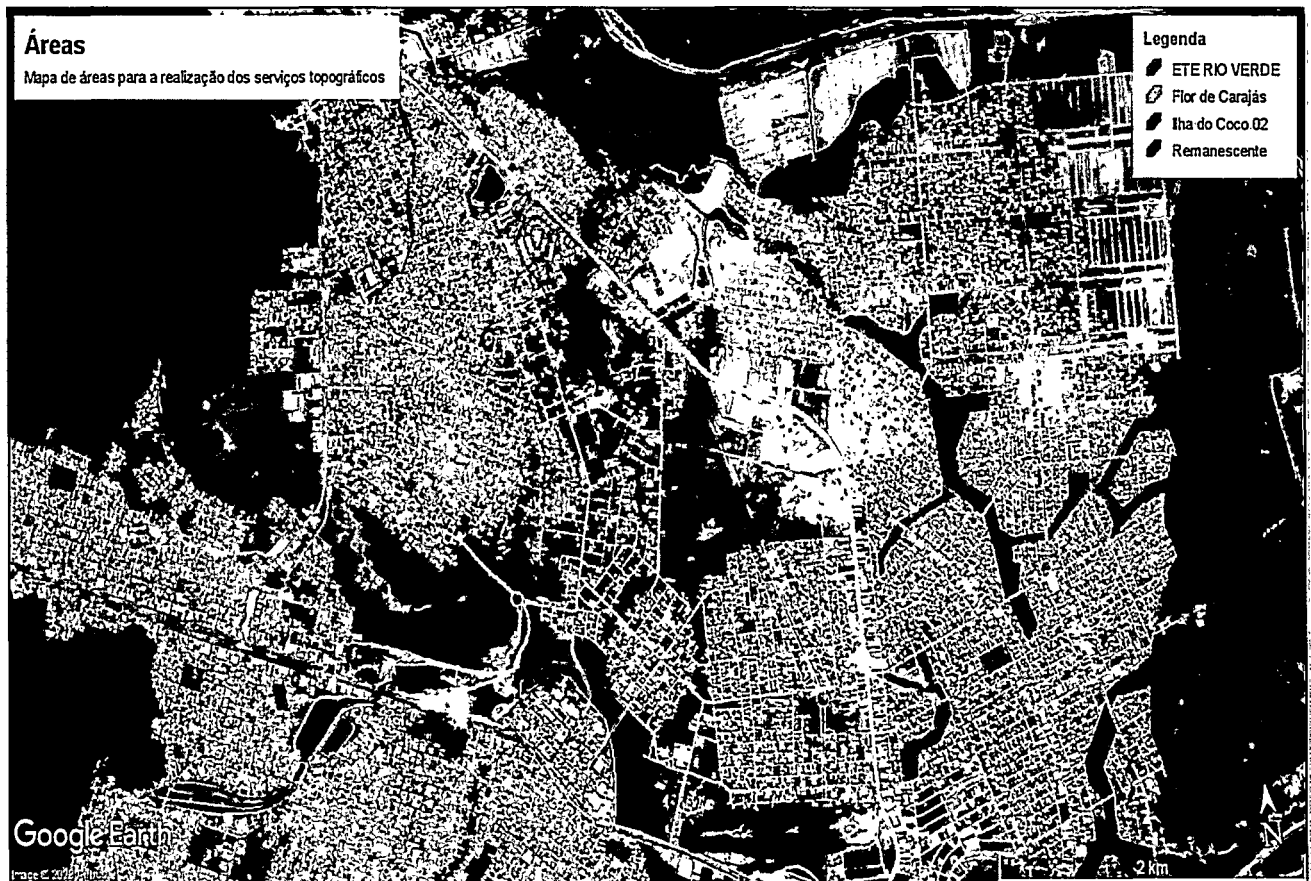 Áreas
Mapa de áreas para a realização dos serviços topográficos
Legenda
ETE RIO VERDE
Flor de Carajás
Ilha do Coco 02
Remanescente
Google Earth
N
2 km